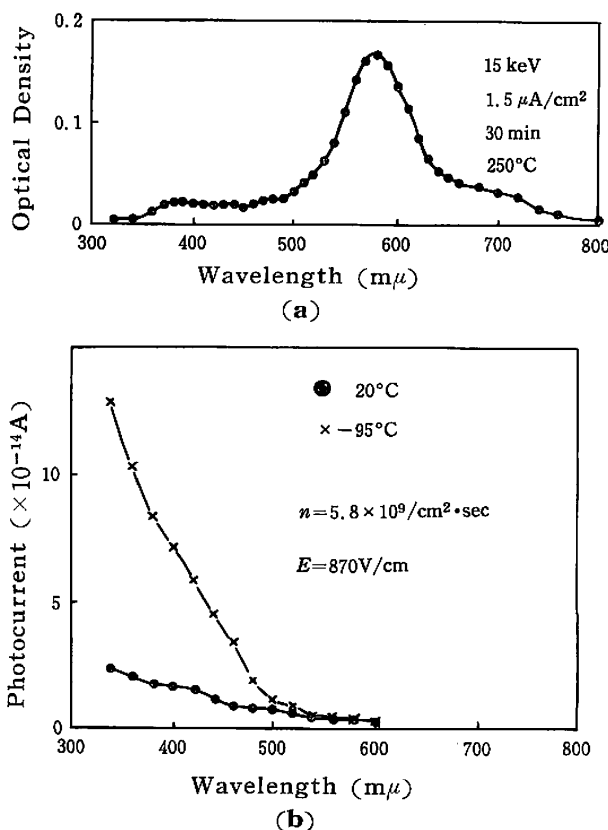 0.2
0.1
0
Optical Density
15 keV
1.5 μA/cm²
30 min
250°C
300 400 500 600 700 800
Wavelength (mμ)
(a)
10
5
0
Photocurrent (×10⁻¹⁴A)
20°C
× −95°C
n=5.8×10⁹/cm²•sec
E=870V/cm
300 400 500 600 700 800
Wavelength (mμ)
(b)